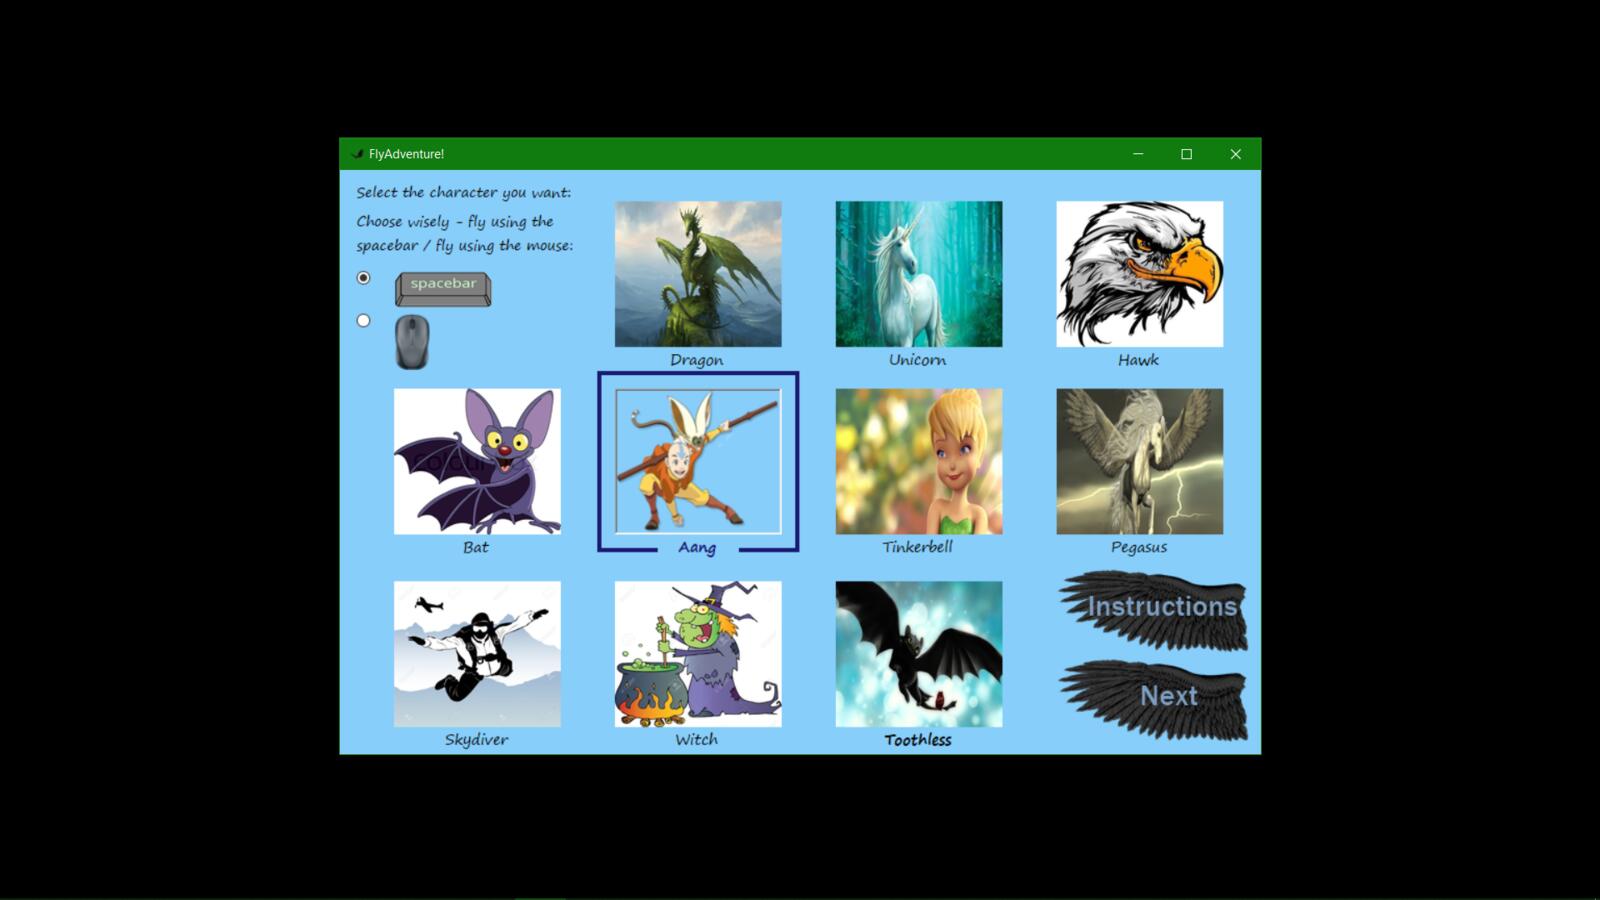 FlyAdventure!
Select the character you want:
Choose wisely - fly using the
spacebar / fly using the mouse:
spacebar
Dragon
Unicorn
Hawk
Bat
Aang
Tinkerbell
Pegasus
Skydiver
Witch
Toothless
Instructions
Next